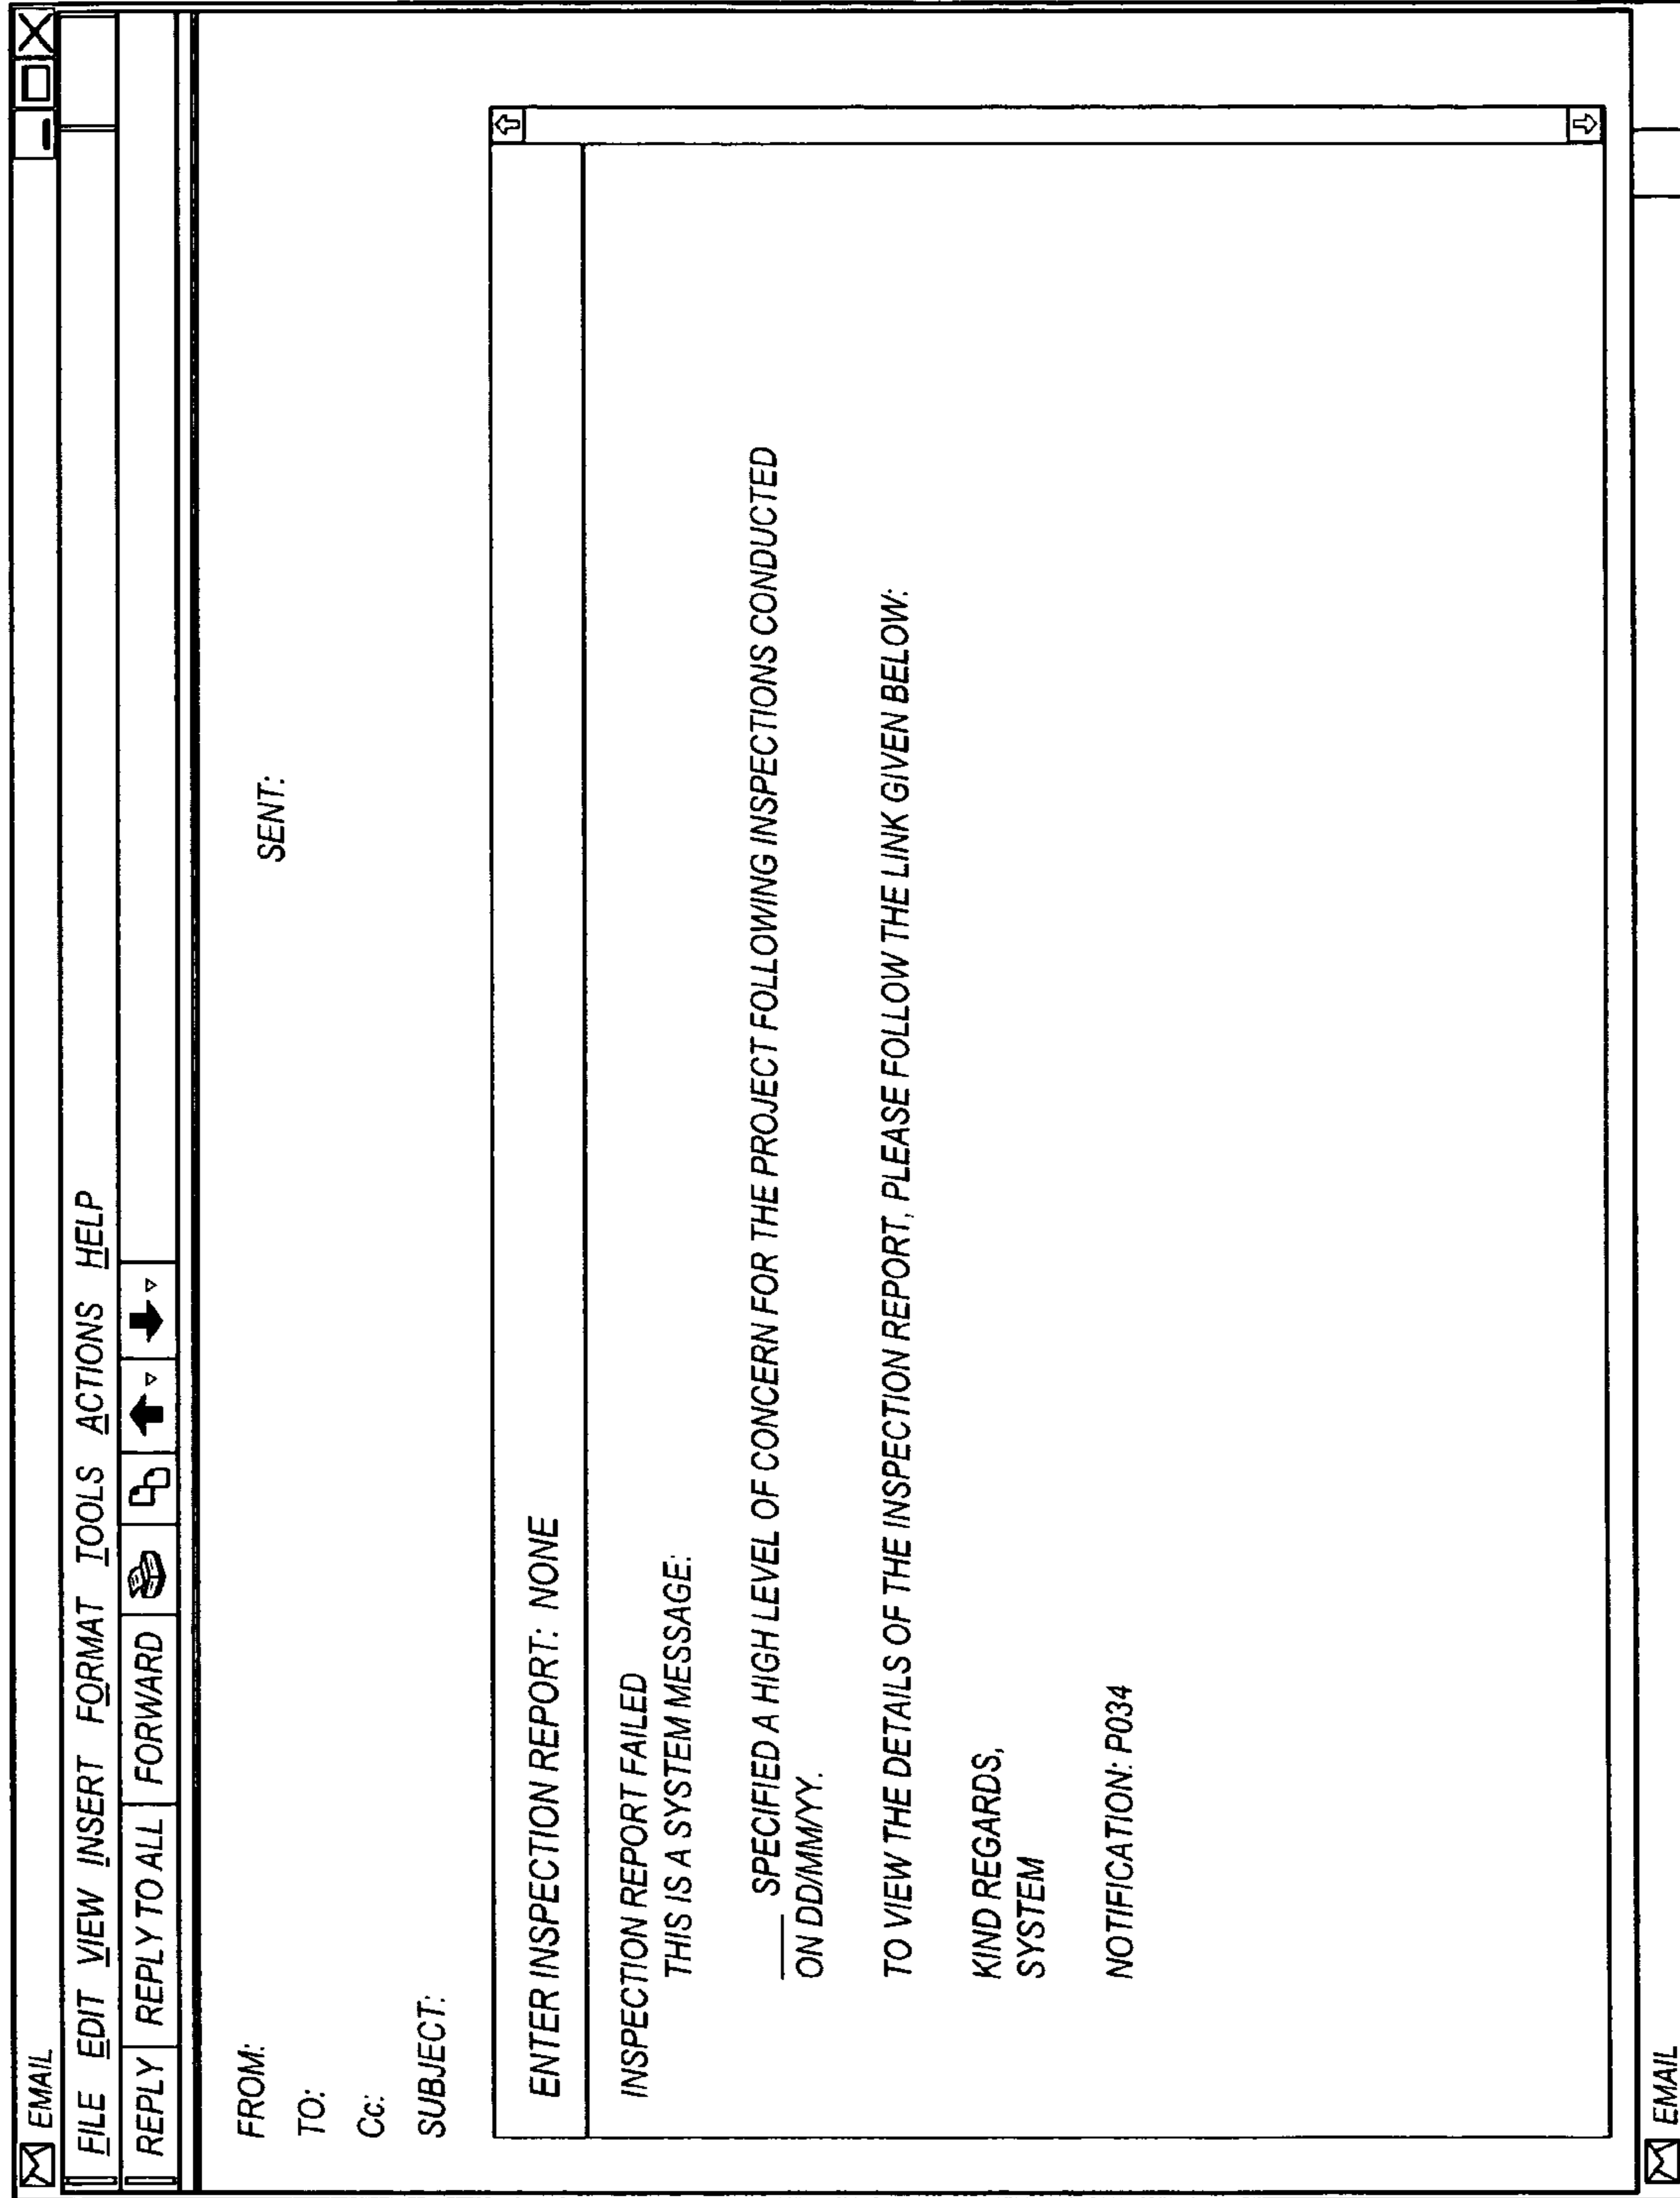 EMAIL
FILE EDIT VIEW INSERT FORMAT TOOLS ACTIONS HELP
REPLY REPLY TO ALL FORWARD
FROM:
SENT:
TO:
Cc:
SUBJECT:
ENTER INSPECTION REPORT: NONE
INSPECTION REPORT FAILED
THIS IS A SYSTEM MESSAGE:
___ SPECIFIED A HIGH LEVEL OF CONCERN FOR THE PROJECT FOLLOWING INSPECTIONS CONDUCTED
ON DD/MM/YY.
TO VIEW THE DETAILS OF THE INSPECTION REPORT, PLEASE FOLLOW THE LINK GIVEN BELOW:
KIND REGARDS,
SYSTEM
NOTIFICATION: P034
EMAIL